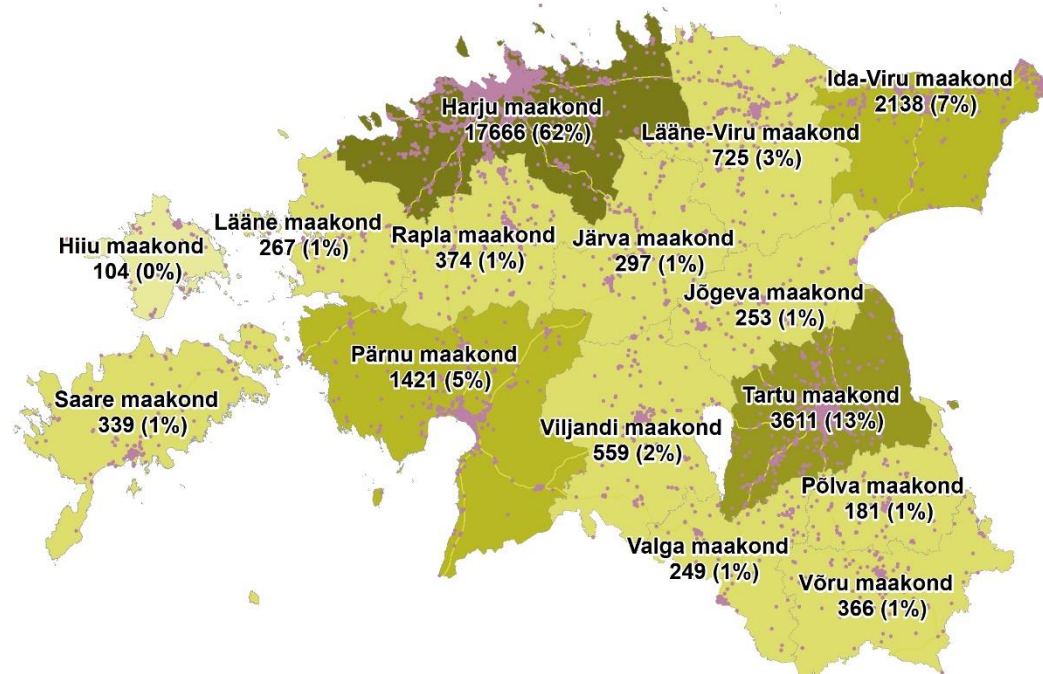 Ida-Viru maakond
2138 (7%)
Harju maakond
17666 (62%)
Lääne-Viru maakond
725 (3%)
Lääne maakond
267 (1%)
Rapla maakond
374 (1%)
Järva maakond
297 (1%)
Hiiu maakond
104 (0%)
Jõgeva maakond
253 (1%)
Pärnu maakond
1421 (5%)
Saare maakond
339 (1%)
Tartu maakond
3611 (13%)
Viljandi maakond
559 (2%)
Põlva maakond
181 (1%)
Valga maakond
249 (1%)
Võru maakond
366 (1%)